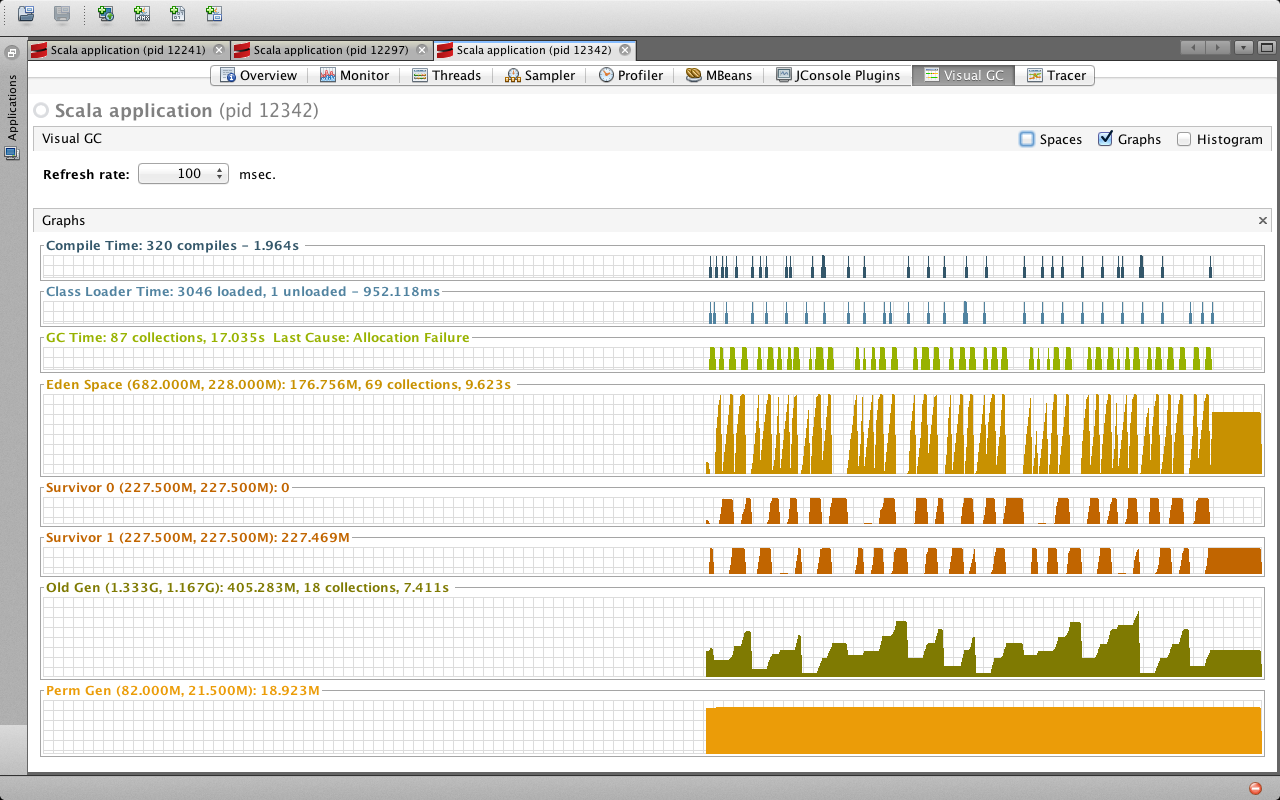 Scala application (pid 12241)
Scala application (pid 12297)
Scala application (pid 12342)
Applications
Overview
Monitor
Threads
Sampler
Profiler
MBeans
JConsole Plugins
Visual GC
Tracer
Scala application (pid 12342)
Visual GC
Spaces
Graphs
Histogram
Refresh rate: 100 msec.
Graphs
Compile Time: 320 compiles - 1.964s
Class Loader Time: 3046 loaded, 1 unloaded - 952.118ms
GC Time: 87 collections, 17.035s Last Cause: Allocation Failure
Eden Space (682.000M, 228.000M): 176.756M, 69 collections, 9.623s
Survivor 0 (227.500M, 227.500M): 0
Survivor 1 (227.500M, 227.500M): 227.469M
Old Gen (1.333G, 1.167G): 405.283M, 18 collections, 7.411s
Perm Gen (82.000M, 21.500M): 18.923M